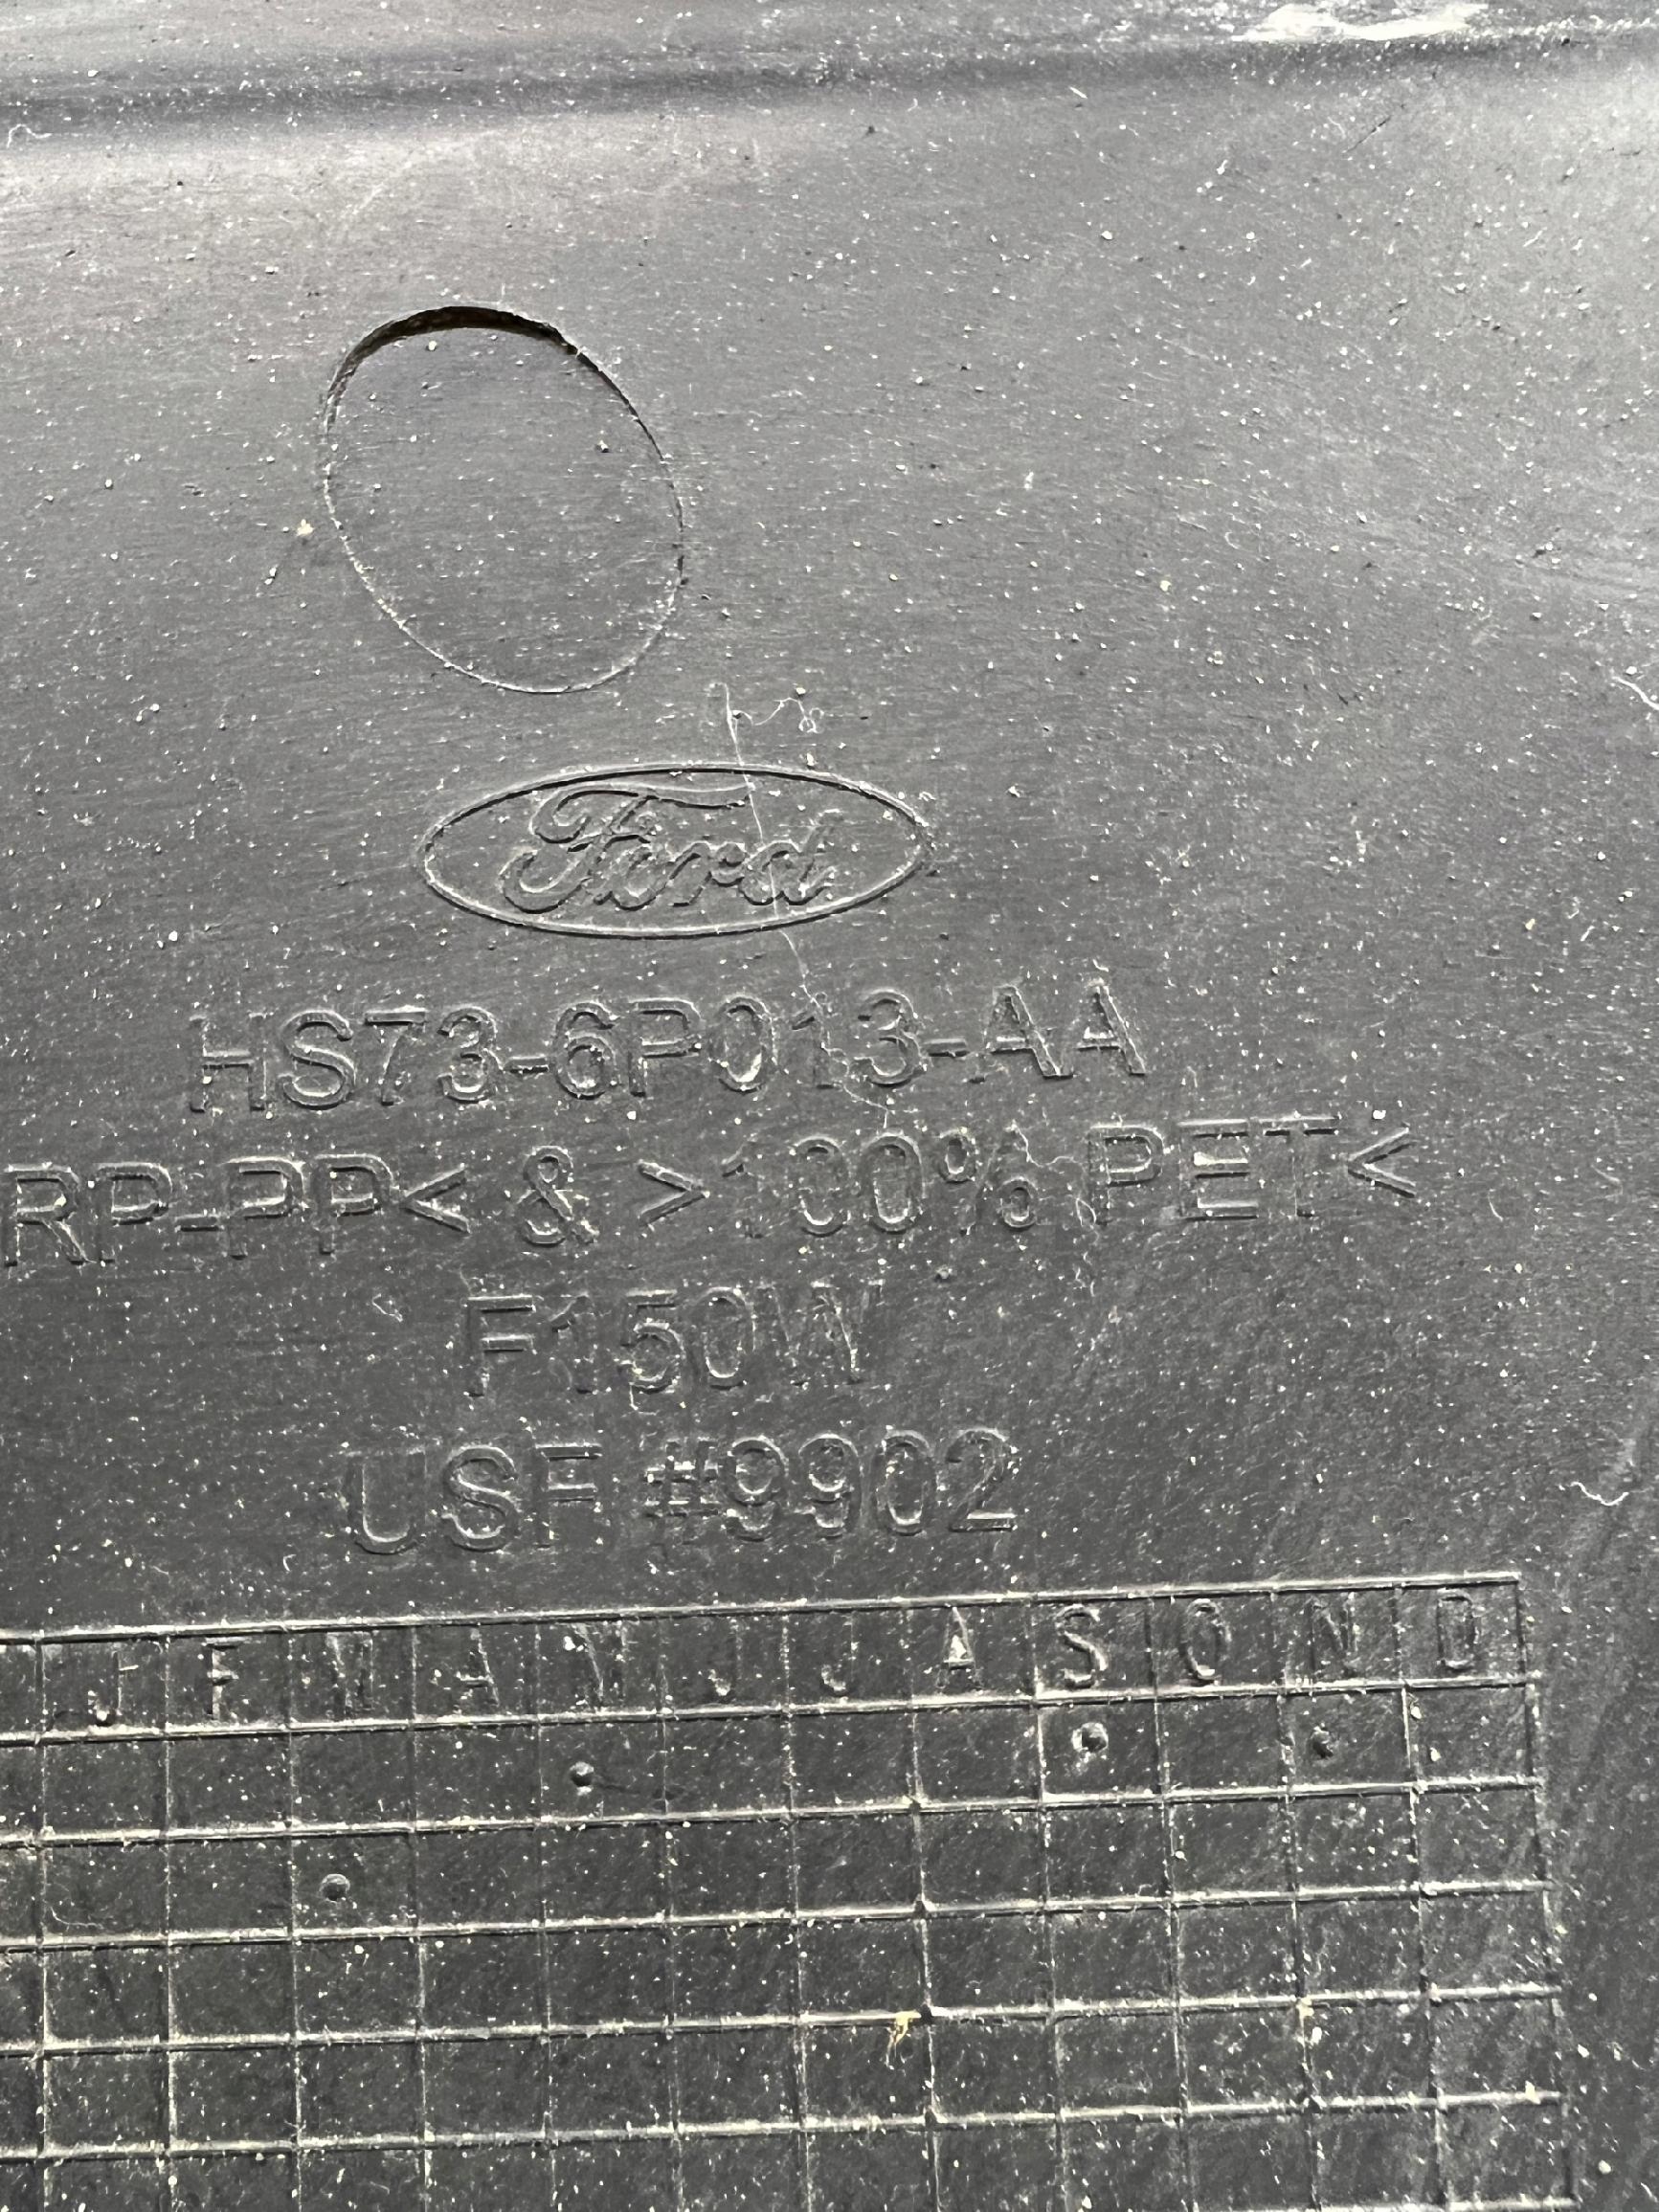 Ford
HS73-6P013-AA
RP-PP< & >100% PET<
F150W
USF #9902
J F M A M J J A S O N D